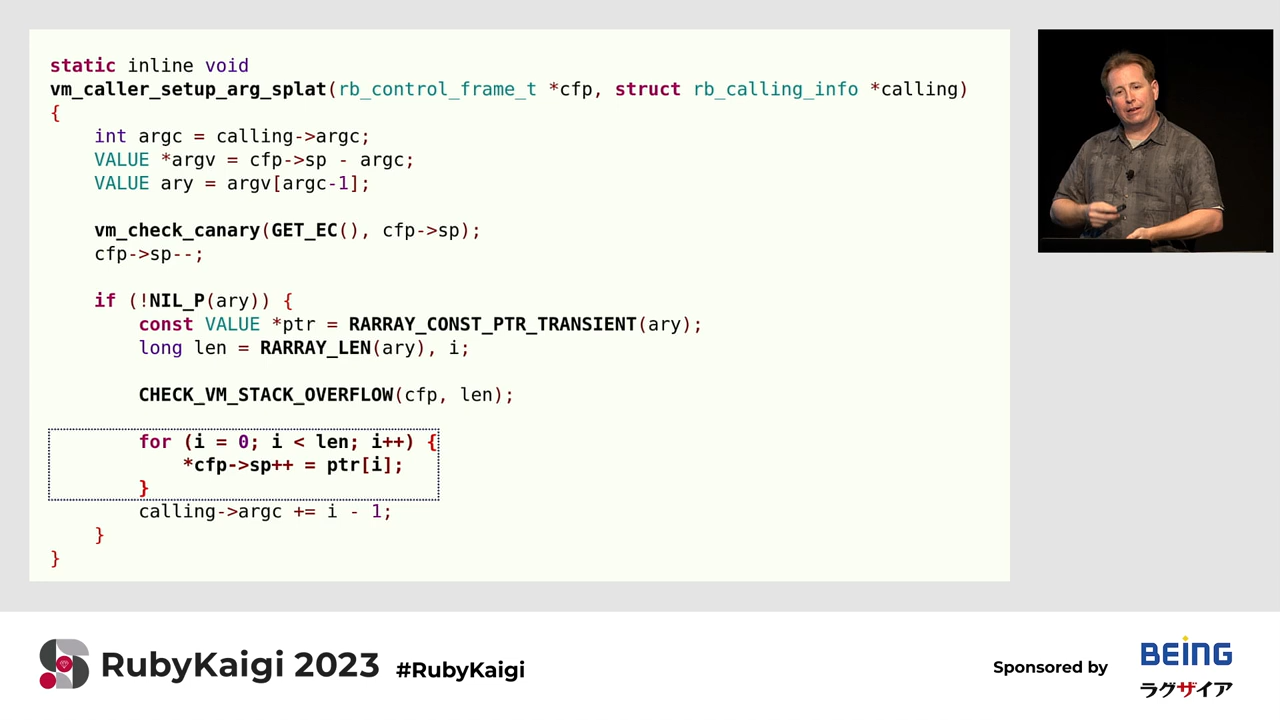 static inline void
vm_caller_setup_arg_splat(rb_control_frame_t *cfp, struct rb_calling_info *calling)
{
    int argc = calling->argc;
    VALUE *argv = cfp->sp - argc;
    VALUE ary = argv[argc-1];

    vm_check_canary(GET_EC(), cfp->sp);
    cfp->sp--;

    if (!NIL_P(ary)) {
        const VALUE *ptr = RARRAY_CONST_PTR_TRANSIENT(ary);
        long len = RARRAY_LEN(ary), i;

        CHECK_VM_STACK_OVERFLOW(cfp, len);

        for (i = 0; i < len; i++) {
            *cfp->sp++ = ptr[i];
        }
        calling->argc += i - 1;
    }
}
RubyKaigi 2023 #RubyKaigi
Sponsored by
BEING
ラグザイア